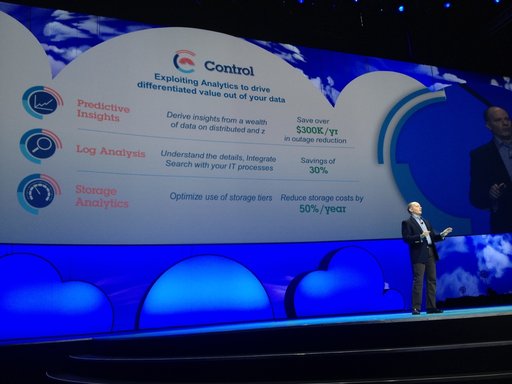 Control
Exploiting Analytics to drive
differentiated value out of your data
Predictive
Insights
Derive insights from a wealth
of data on distributed and z
Save over
$300K/yr
in outage reduction
Log Analysis
Understand the details, Integrate
Search with your IT processes
Savings of
30%
Storage
Analytics
Optimize use of storage tiers
Reduce storage costs by
50%/year